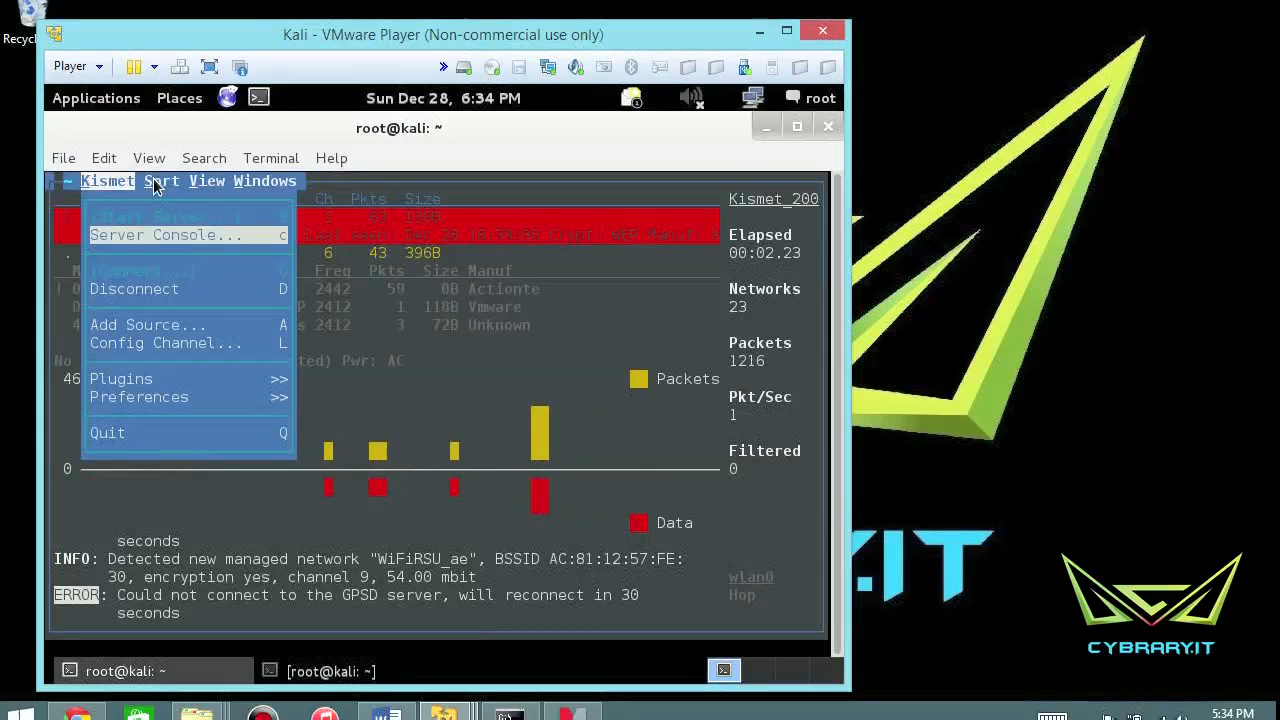 Recyc
Kali - VMware Player (Non-commercial use only)
Player
Applications Places Sun Dec 28, 6:34 PM root
root@kali: ~
File Edit View Search Terminal Help
~ Kismet Sort View Windows
Ch Pkts Size
Kismet_200
Server Console... c
6 43 396B
Elapsed
00:02.23
Freq Pkts Size Manuf
Disconnect D
2442 59 0B Actionte
2412 1 118B Vmware
2412 3 72B Unknown
Networks
23
Add Source... A
Config Channel... L
Packets
1216
No
ted) Pwr: AC
46
Plugins >>
Preferences >>
Packets
Pkt/Sec
1
Quit Q
Filtered
0
0
Data
seconds
INFO: Detected new managed network "WiFiRSU_ae", BSSID AC:81:12:57:FE:
30, encryption yes, channel 9, 54.00 mbit
ERROR: Could not connect to the GPSD server, will reconnect in 30
seconds
wlan0
Hop
root@kali: ~
[root@kali: ~]
Y.IT
CYBRARY.IT
5:34 PM